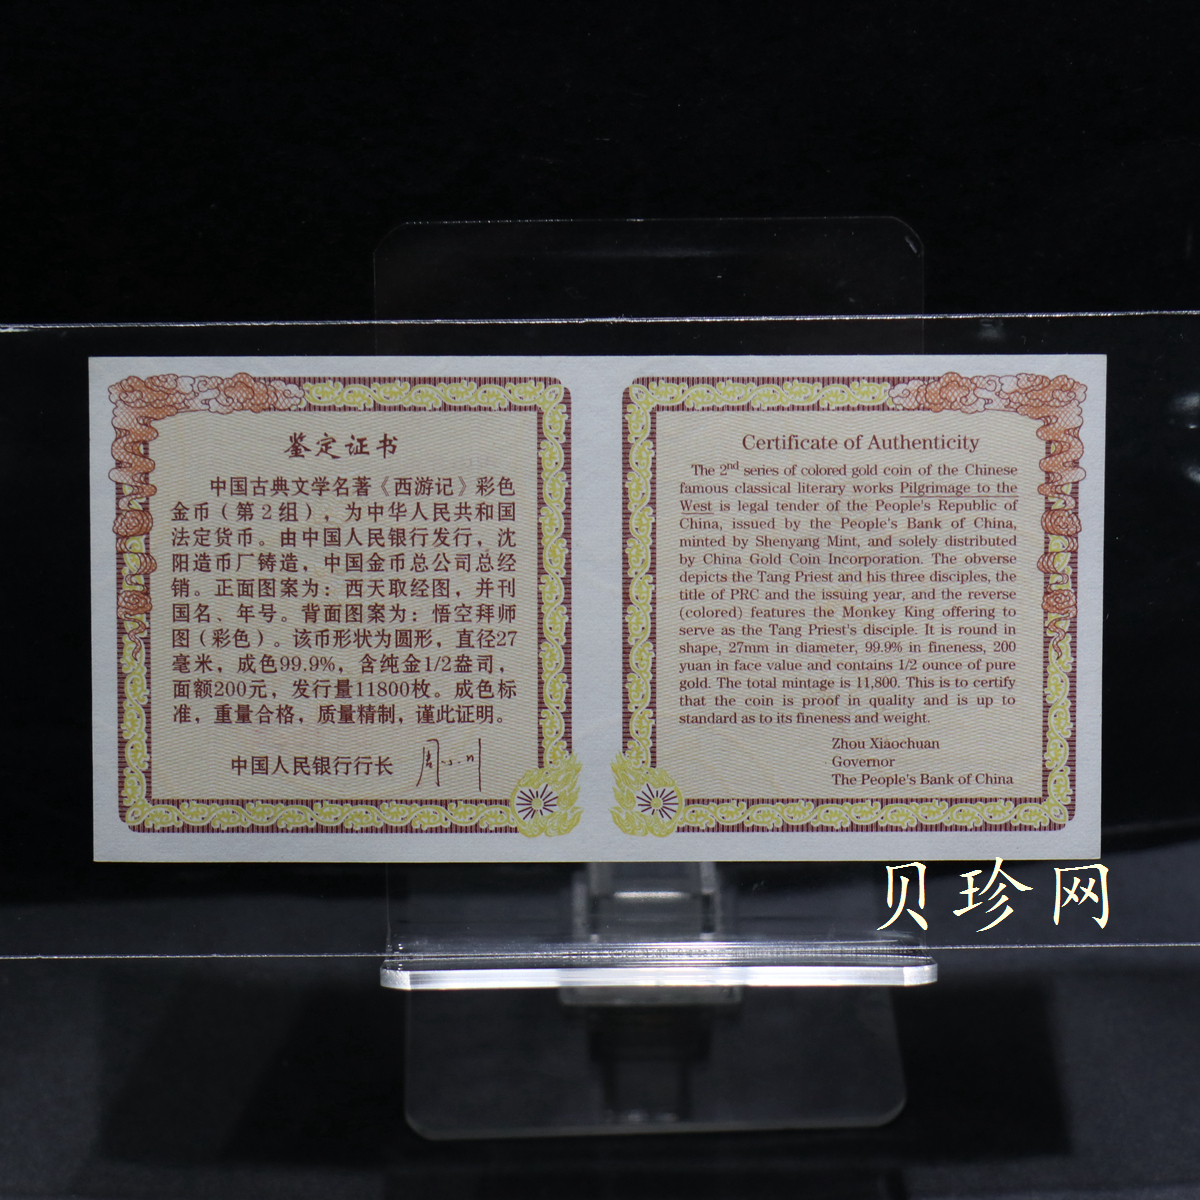 鉴定证书
中国古典文学名著《西游记》彩色
金币（第2组），为中华人民共和国
法定货币。由中国人民银行发行，沈
阳造币厂铸造，中国金币总公司总经
销。正面图案为：西天取经图，并刊
国名、年号。背面图案为：悟空拜师
图（彩色）。该币形状为圆形，直径27
毫米，成色99.9%，含纯金1/2盎司，
面额200元，发行量11800枚。成色标
准，重量合格，质量精制，谨此证明。
中国人民银行行长 周小川
Certificate of Authenticity
The 2nd series of colored gold coin of the Chinese
famous classical literary works Pilgrimage to the
West is legal tender of the People's Republic of
China, issued by the People's Bank of China,
minted by Shenyang Mint, and solely distributed
by China Gold Coin Incorporation. The obverse
depicts the Tang Priest and his three disciples, the
title of PRC and the issuing year, and the reverse
(colored) features the Monkey King offering to
serve as the Tang Priest's disciple. It is round in
shape, 27mm in diameter, 99.9% in fineness, 200
yuan in face value and contains 1/2 ounce of pure
gold. The total mintage is 11,800. This is to certify
that the coin is proof in quality and is up to
standard as to its fineness and weight.
Zhou Xiaochuan
Governor
The People's Bank of China
贝珍网